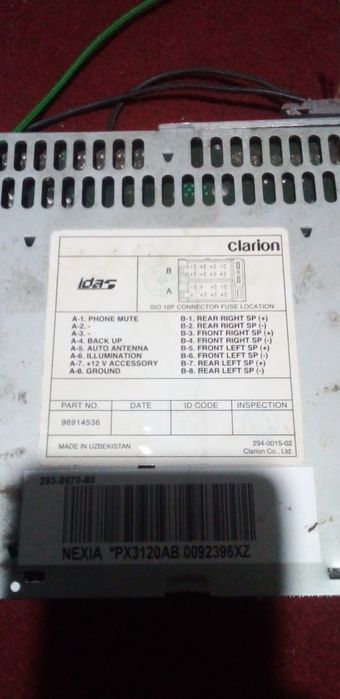 clarion
Idas
B
A
ISO 16P CONNECTOR FUSE LOCATION
A-1. PHONE MUTE
A-2. -
A-3. -
A-4. BACK UP
A-5. AUTO ANTENNA
A-6. ILLUMINATION
A-7. +12 V ACCESSORY
A-8. GROUND
B-1. REAR RIGHT SP (+)
B-2. REAR RIGHT SP (-)
B-3. FRONT RIGHT SP (+)
B-4. FRONT RIGHT SP (-)
B-5. FRONT LEFT SP (+)
B-6. FRONT LEFT SP (-)
B-7. REAR LEFT SP (+)
B-8. REAR LEFT SP (-)
PART NO. DATE ID CODE INSPECTION
96914536
MADE IN UZBEKISTAN
294-0015-02
Clarion Co., Ltd.
293-8670-80
NEXIA *PX3120AB 0092396XZ